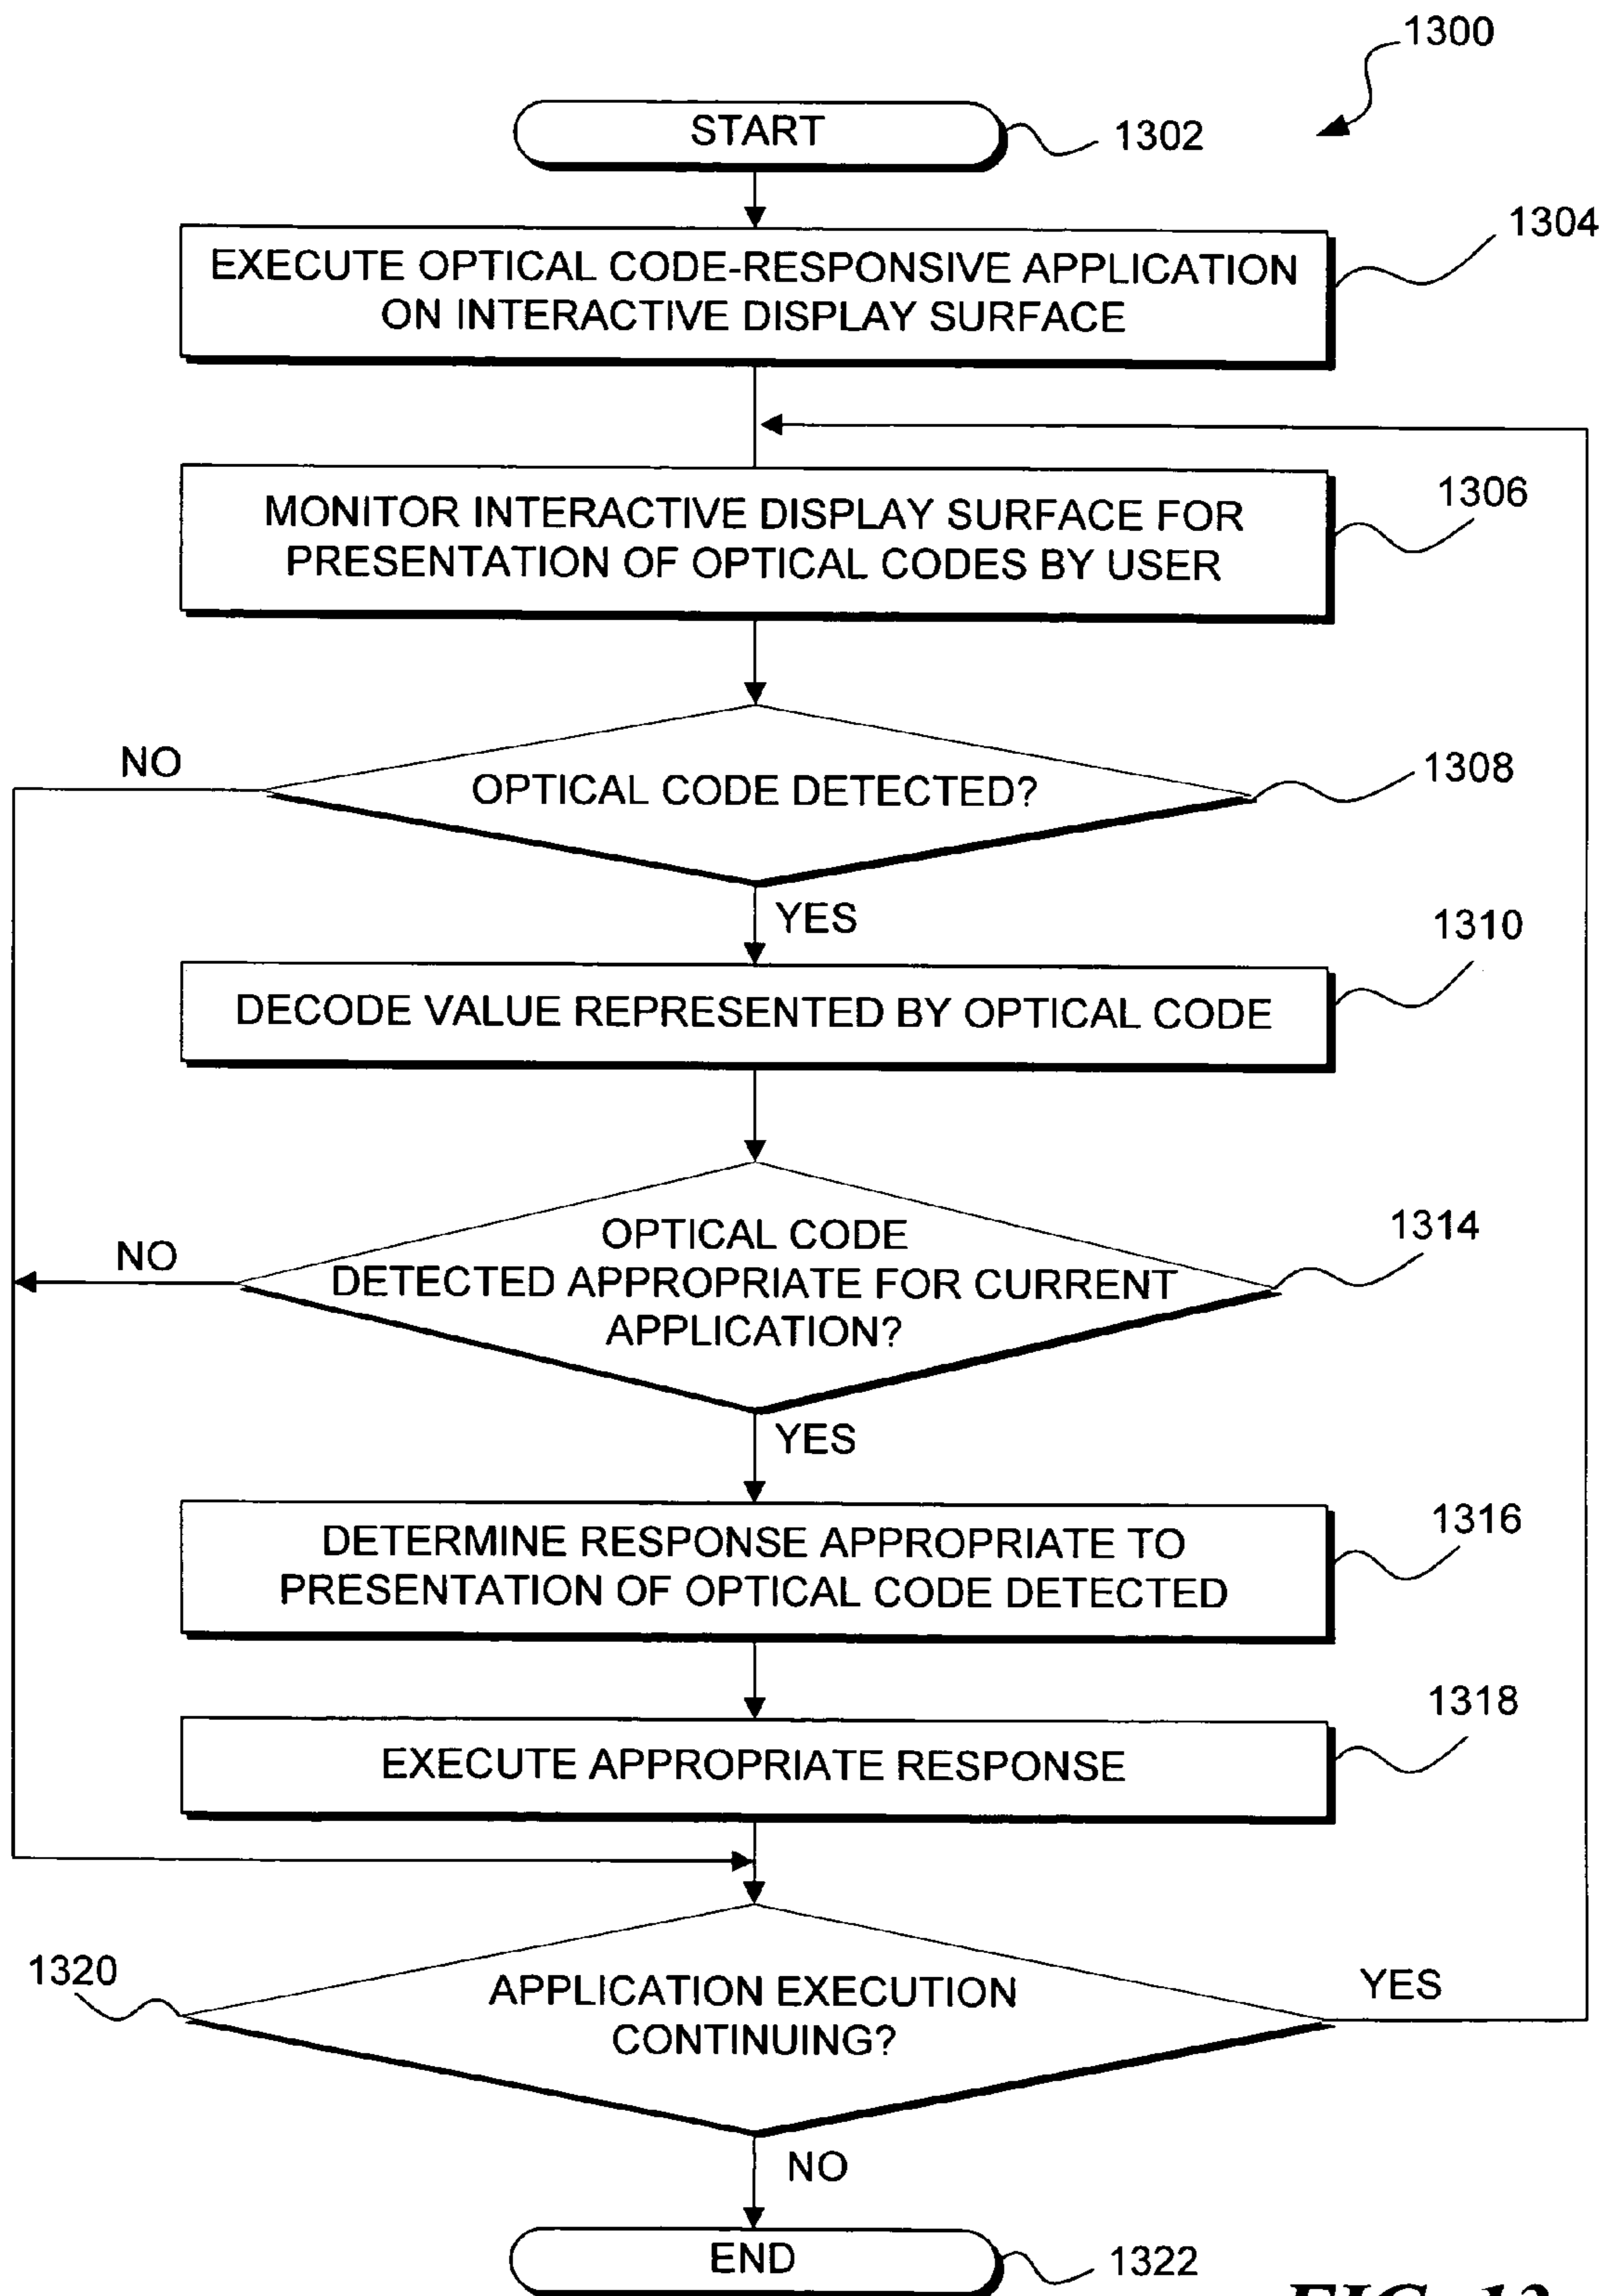 1300
START
1302
1304
EXECUTE OPTICAL CODE-RESPONSIVE APPLICATION
ON INTERACTIVE DISPLAY SURFACE
MONITOR INTERACTIVE DISPLAY SURFACE FOR
PRESENTATION OF OPTICAL CODES BY USER
1306
NO
OPTICAL CODE DETECTED?
1308
YES
1310
DECODE VALUE REPRESENTED BY OPTICAL CODE
NO
OPTICAL CODE
DETECTED APPROPRIATE FOR CURRENT
APPLICATION?
1314
YES
DETERMINE RESPONSE APPROPRIATE TO
PRESENTATION OF OPTICAL CODE DETECTED
1316
1318
EXECUTE APPROPRIATE RESPONSE
1320
APPLICATION EXECUTION
CONTINUING?
YES
NO
END
1322
FIG. 13